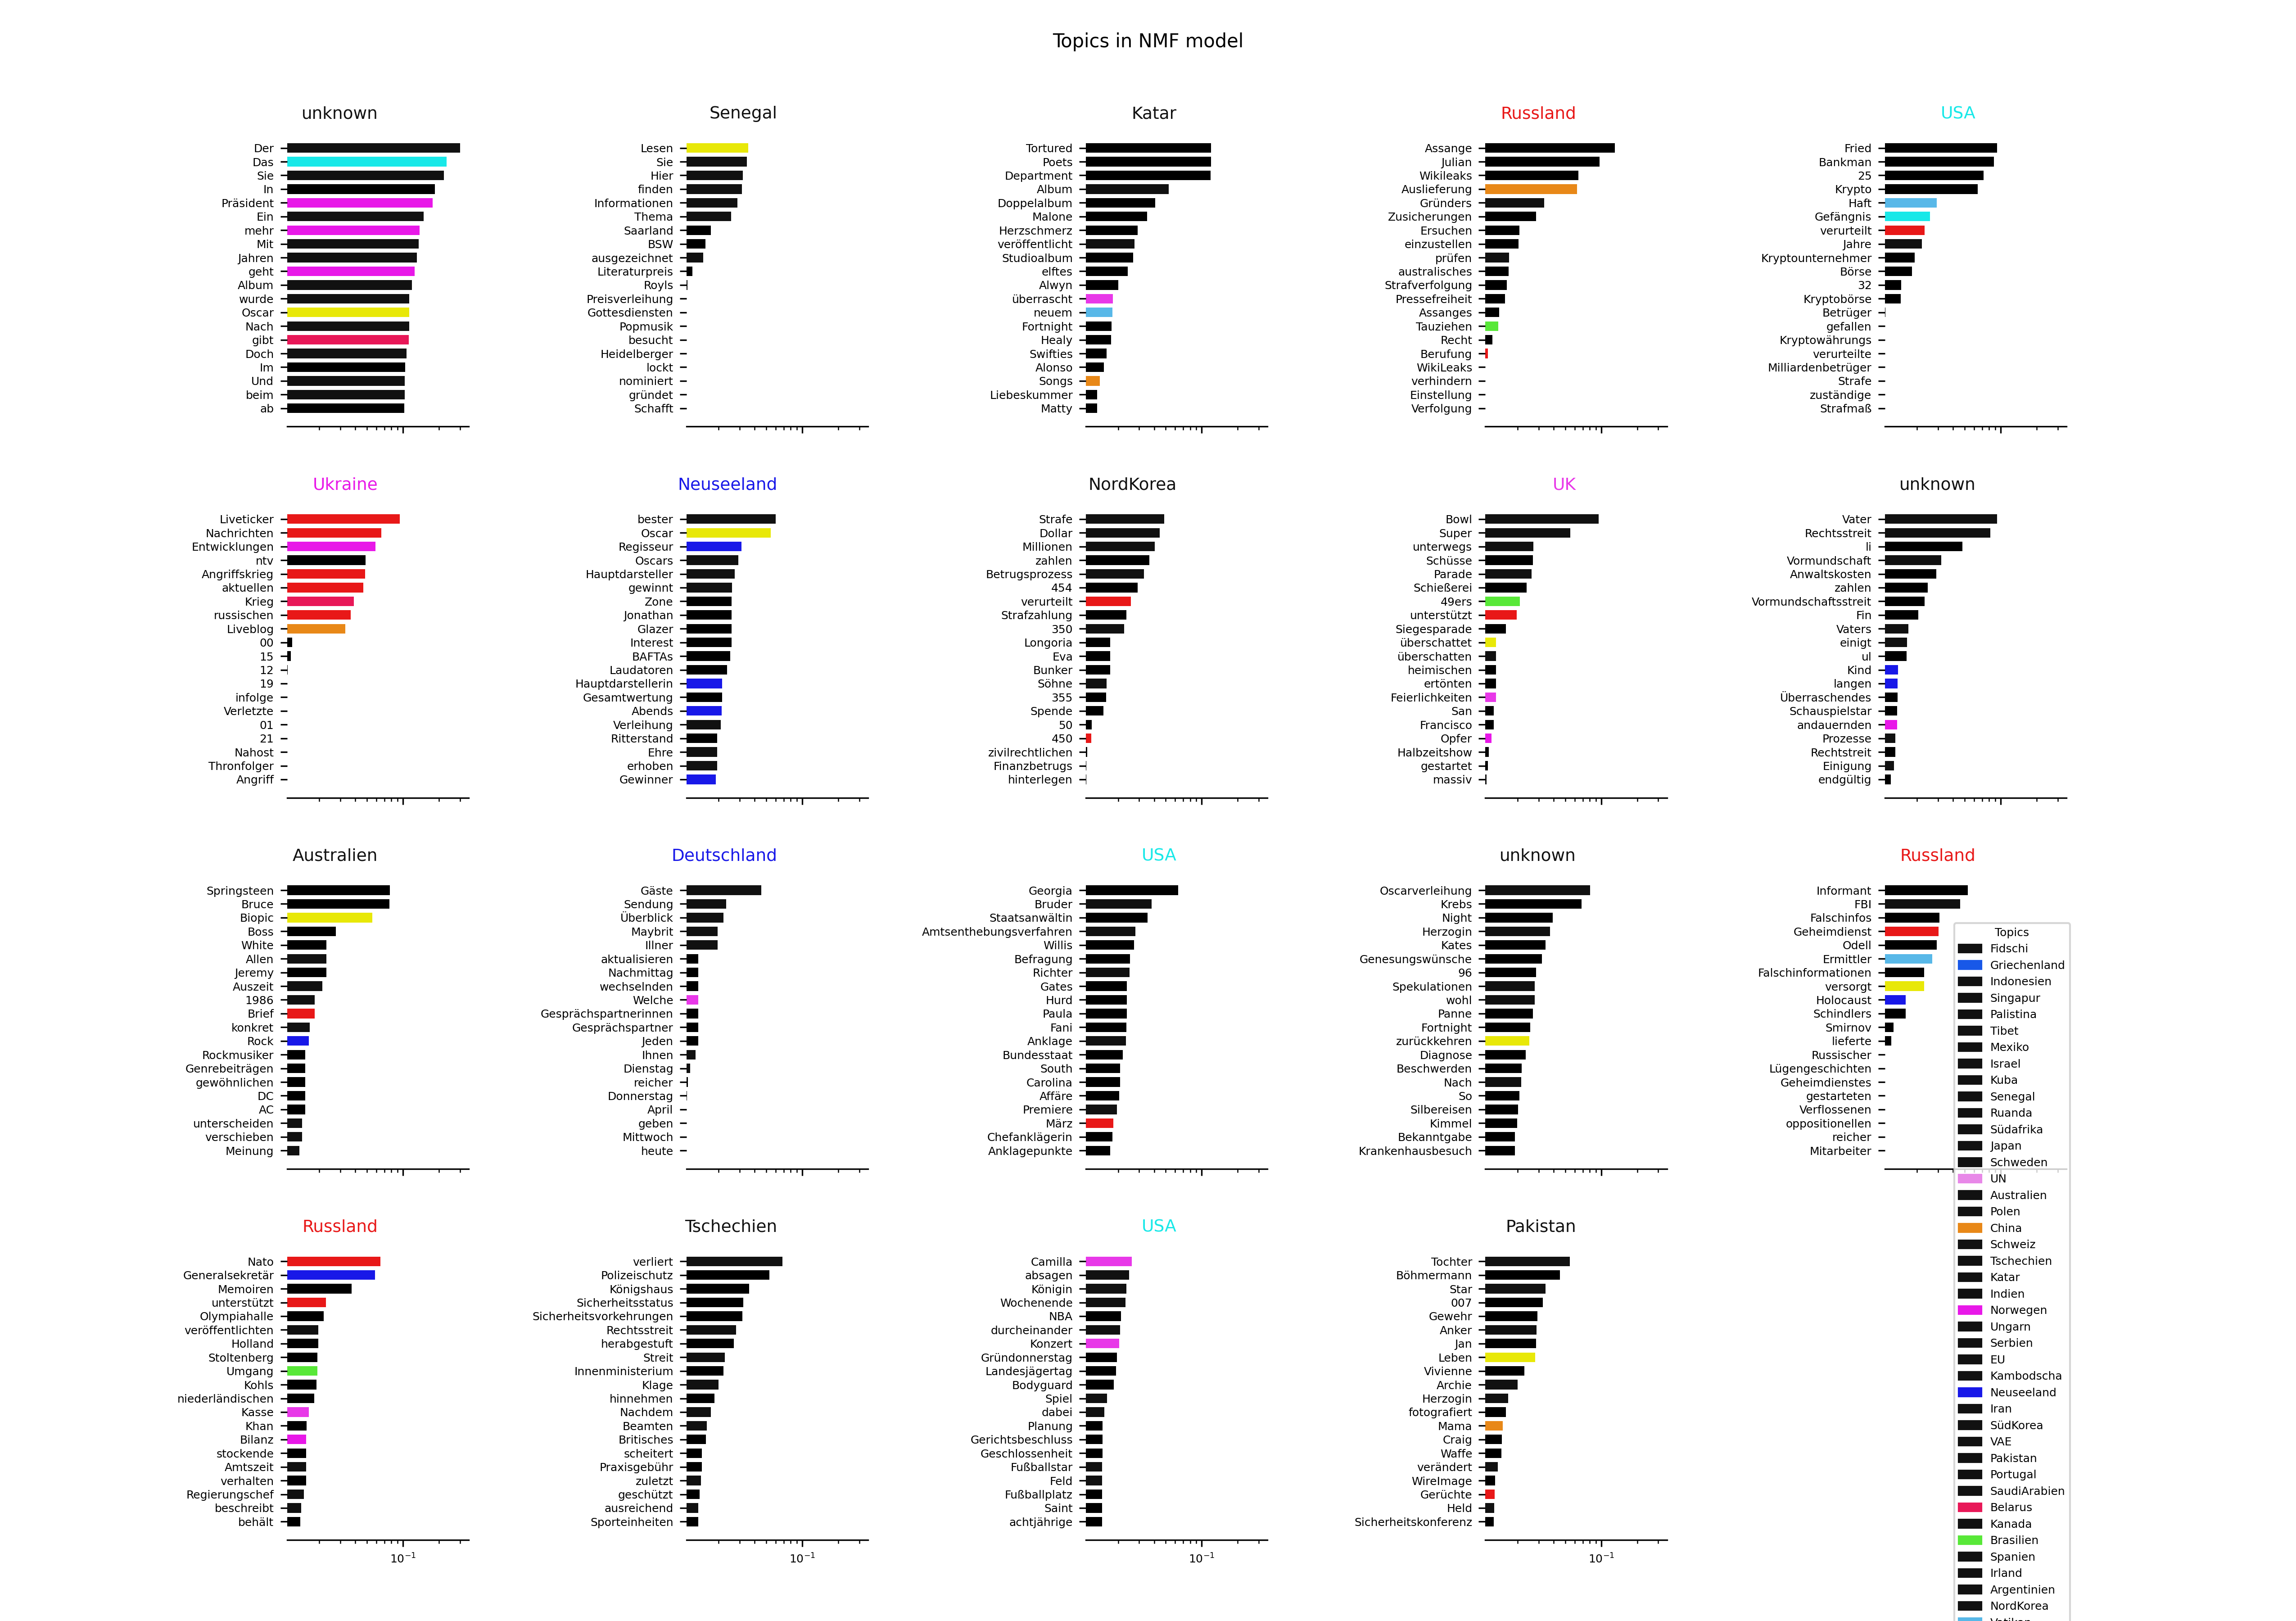 Topics in NMF model
unknown
Der
Das
Sie
In
Präsident
Ein
mehr
Mit
Jahren
geht
Album
wurde
Oscar
Nach
gibt
Doch
Im
Und
beim
ab
Senegal
Lesen
Sie
Hier
finden
Informationen
Thema
Saarland
BSW
ausgezeichnet
Literaturpreis
Royls
Preisverleihung
Gottesdiensten
Popmusik
besucht
Heidelberger
lockt
nominiert
gründet
Schafft
Katar
Tortured
Poets
Department
Album
Doppelalbum
Malone
Herzschmerz
veröffentlicht
Studioalbum
elftes
Alwyn
überrascht
neuem
Fortnight
Healy
Swifties
Alonso
Songs
Liebeskummer
Matty
Russland
Assange
Julian
Wikileaks
Auslieferung
Gründers
Zusicherungen
Ersuchen
einzustellen
prüfen
australisches
Strafverfolgung
Pressefreiheit
Assanges
Tauziehen
Recht
Berufung
WikiLeaks
verhindern
Einstellung
Verfolgung
USA
Fried
Bankman
25
Krypto
Haft
Gefängnis
verurteilt
Jahre
Kryptounternehmer
Börse
32
Kryptobörse
Betrüger
gefallen
Kryptowährungs
verurteilte
Milliardenbetrüger
Strafe
zuständige
Strafmaß
Ukraine
Liveticker
Nachrichten
Entwicklungen
ntv
Angriffskrieg
aktuellen
Krieg
russischen
Liveblog
00
15
12
19
infolge
Verletzte
01
21
Nahost
Thronfolger
Angriff
Neuseeland
bester
Oscar
Regisseur
Oscars
Hauptdarsteller
gewinnt
Zone
Jonathan
Glazer
Interest
BAFTAs
Laudatoren
Hauptdarstellerin
Gesamtwertung
Abends
Verleihung
Ritterstand
Ehre
erhoben
Gewinner
NordKorea
Strafe
Dollar
Millionen
zahlen
Betrugsprozess
454
verurteilt
Strafzahlung
350
Longoria
Eva
Bunker
Söhne
355
Spende
50
450
zivilrechtlichen
Finanzbetrugs
hinterlegen
UK
Bowl
Super
unterwegs
Schüsse
Parade
Schießerei
49ers
unterstützt
Siegesparade
überschattet
überschatten
heimischen
ertönten
Feierlichkeiten
San
Francisco
Opfer
Halbzeitshow
gestartet
massiv
unknown
Vater
Rechtsstreit
li
Vormundschaft
Anwaltskosten
zahlen
Vormundschaftsstreit
Fin
Vaters
einigt
ul
Kind
langen
Überraschendes
Schauspielstar
andauernden
Prozesse
Rechtstreit
Einigung
endgültig
Australien
Springsteen
Bruce
Biopic
Boss
White
Allen
Jeremy
Auszeit
1986
Brief
konkret
Rock
Rockmusiker
Genrebeiträgen
gewöhnlichen
DC
AC
unterscheiden
verschieben
Meinung
Deutschland
Gäste
Sendung
Überblick
Maybrit
Illner
aktualisieren
Nachmittag
wechselnden
Welche
Gesprächspartnerinnen
Gesprächspartner
Jeden
Ihnen
Dienstag
reicher
Donnerstag
April
geben
Mittwoch
heute
USA
Georgia
Bruder
Staatsanwältin
Amtsenthebungsverfahren
Willis
Befragung
Richter
Gates
Hurd
Paula
Fani
Anklage
Bundesstaat
South
Carolina
Affäre
Premiere
März
Chefanklägerin
Anklagepunkte
unknown
Oscarverleihung
Krebs
Night
Herzogin
Kates
Genesungswünsche
96
Spekulationen
wohl
Panne
Fortnight
zurückkehren
Diagnose
Beschwerden
Nach
So
Silbereisen
Kimmel
Bekanntgabe
Krankenhausbesuch
Russland
Informant
FBI
Falschinfos
Geheimdienst
Odell
Ermittler
Falschinformationen
versorgt
Holocaust
Schindlers
Smirnov
lieferte
Russischer
Lügengeschichten
Geheimdienstes
gestarteten
Verflossenen
oppositionellen
reicher
Mitarbeiter
Russland
Nato
Generalsekretär
Memoiren
unterstützt
Olympiahalle
veröffentlichten
Holland
Stoltenberg
Umgang
Kohls
niederländischen
Kasse
Khan
Bilanz
stockende
Amtszeit
verhalten
Regierungschef
beschreibt
behält
10⁻¹
Tschechien
verliert
Polizeischutz
Königshaus
Sicherheitsstatus
Sicherheitsvorkehrungen
Rechtsstreit
herabgestuft
Streit
Innenministerium
Klage
hinnehmen
Nachdem
Beamten
Britisches
scheitert
Praxisgebühr
zuletzt
geschützt
ausreichend
Sporteinheiten
10⁻¹
USA
Camilla
absagen
Königin
Wochenende
NBA
durcheinander
Konzert
Gründonnerstag
Landesjägertag
Bodyguard
Spiel
dabei
Planung
Gerichtsbeschluss
Geschlossenheit
Fußballstar
Feld
Fußballplatz
Saint
achtjährige
10⁻¹
Pakistan
Tochter
Böhmermann
Star
007
Gewehr
Anker
Jan
Leben
Vivienne
Archie
Herzogin
fotografiert
Mama
Craig
Waffe
verändert
WireImage
Gerüchte
Held
Sicherheitskonferenz
10⁻¹
Topics
Fidschi
Griechenland
Indonesien
Singapur
Palistina
Tibet
Mexiko
Israel
Kuba
Senegal
Ruanda
Südafrika
Japan
Schweden
UN
Australien
Polen
China
Schweiz
Tschechien
Katar
Indien
Norwegen
Ungarn
Serbien
EU
Kambodscha
Neuseeland
Iran
SüdKorea
VAE
Pakistan
Portugal
SaudiArabien
Belarus
Kanada
Brasilien
Spanien
Irland
Argentinien
NordKorea